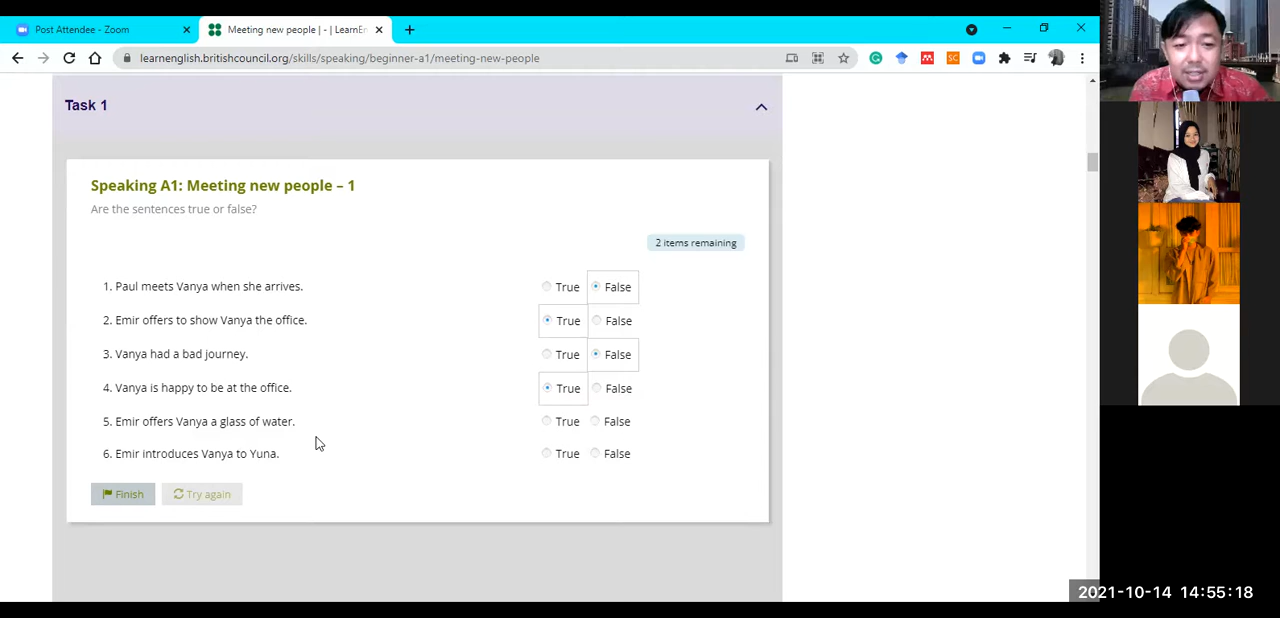 Post Attendee - Zoom
Meeting new people | - | LearnEn
learnenglish.britishcouncil.org/skills/speaking/beginner-a1/meeting-new-people
Task 1
Speaking A1: Meeting new people – 1
Are the sentences true or false?
2 items remaining
1. Paul meets Vanya when she arrives. True False
2. Emir offers to show Vanya the office. True False
3. Vanya had a bad journey. True False
4. Vanya is happy to be at the office. True False
5. Emir offers Vanya a glass of water. True False
6. Emir introduces Vanya to Yuna. True False
Finish Try again
2021-10-14 14:55:18